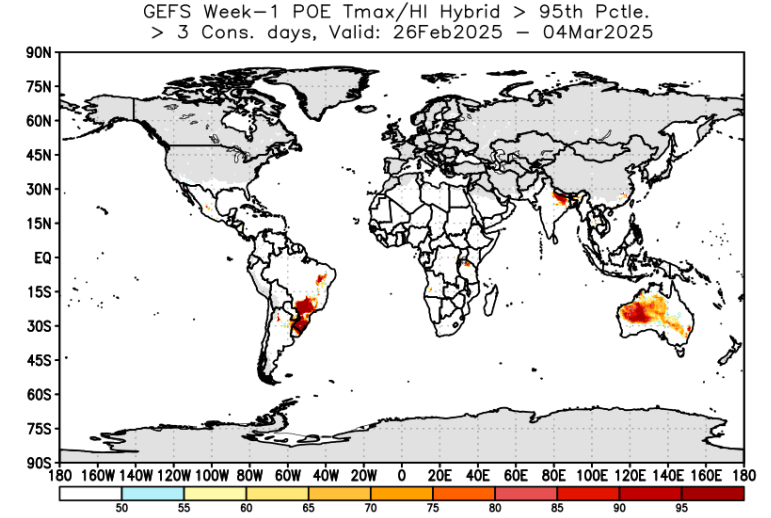 GEFS Week-1 POE Tmax/HI Hybrid > 95th Pctle.
> 3 Cons. days, Valid: 26Feb2025 - 04Mar2025
90N
75N
60N
45N
30N
15N
EQ
15S
30S
45S
60S
75S
90S
180 160W 140W 120W 100W 80W 60W 40W 20W 0 20E 40E 60E 80E 100E 120E 140E 160E 180
50 55 60 65 70 75 80 85 90 95